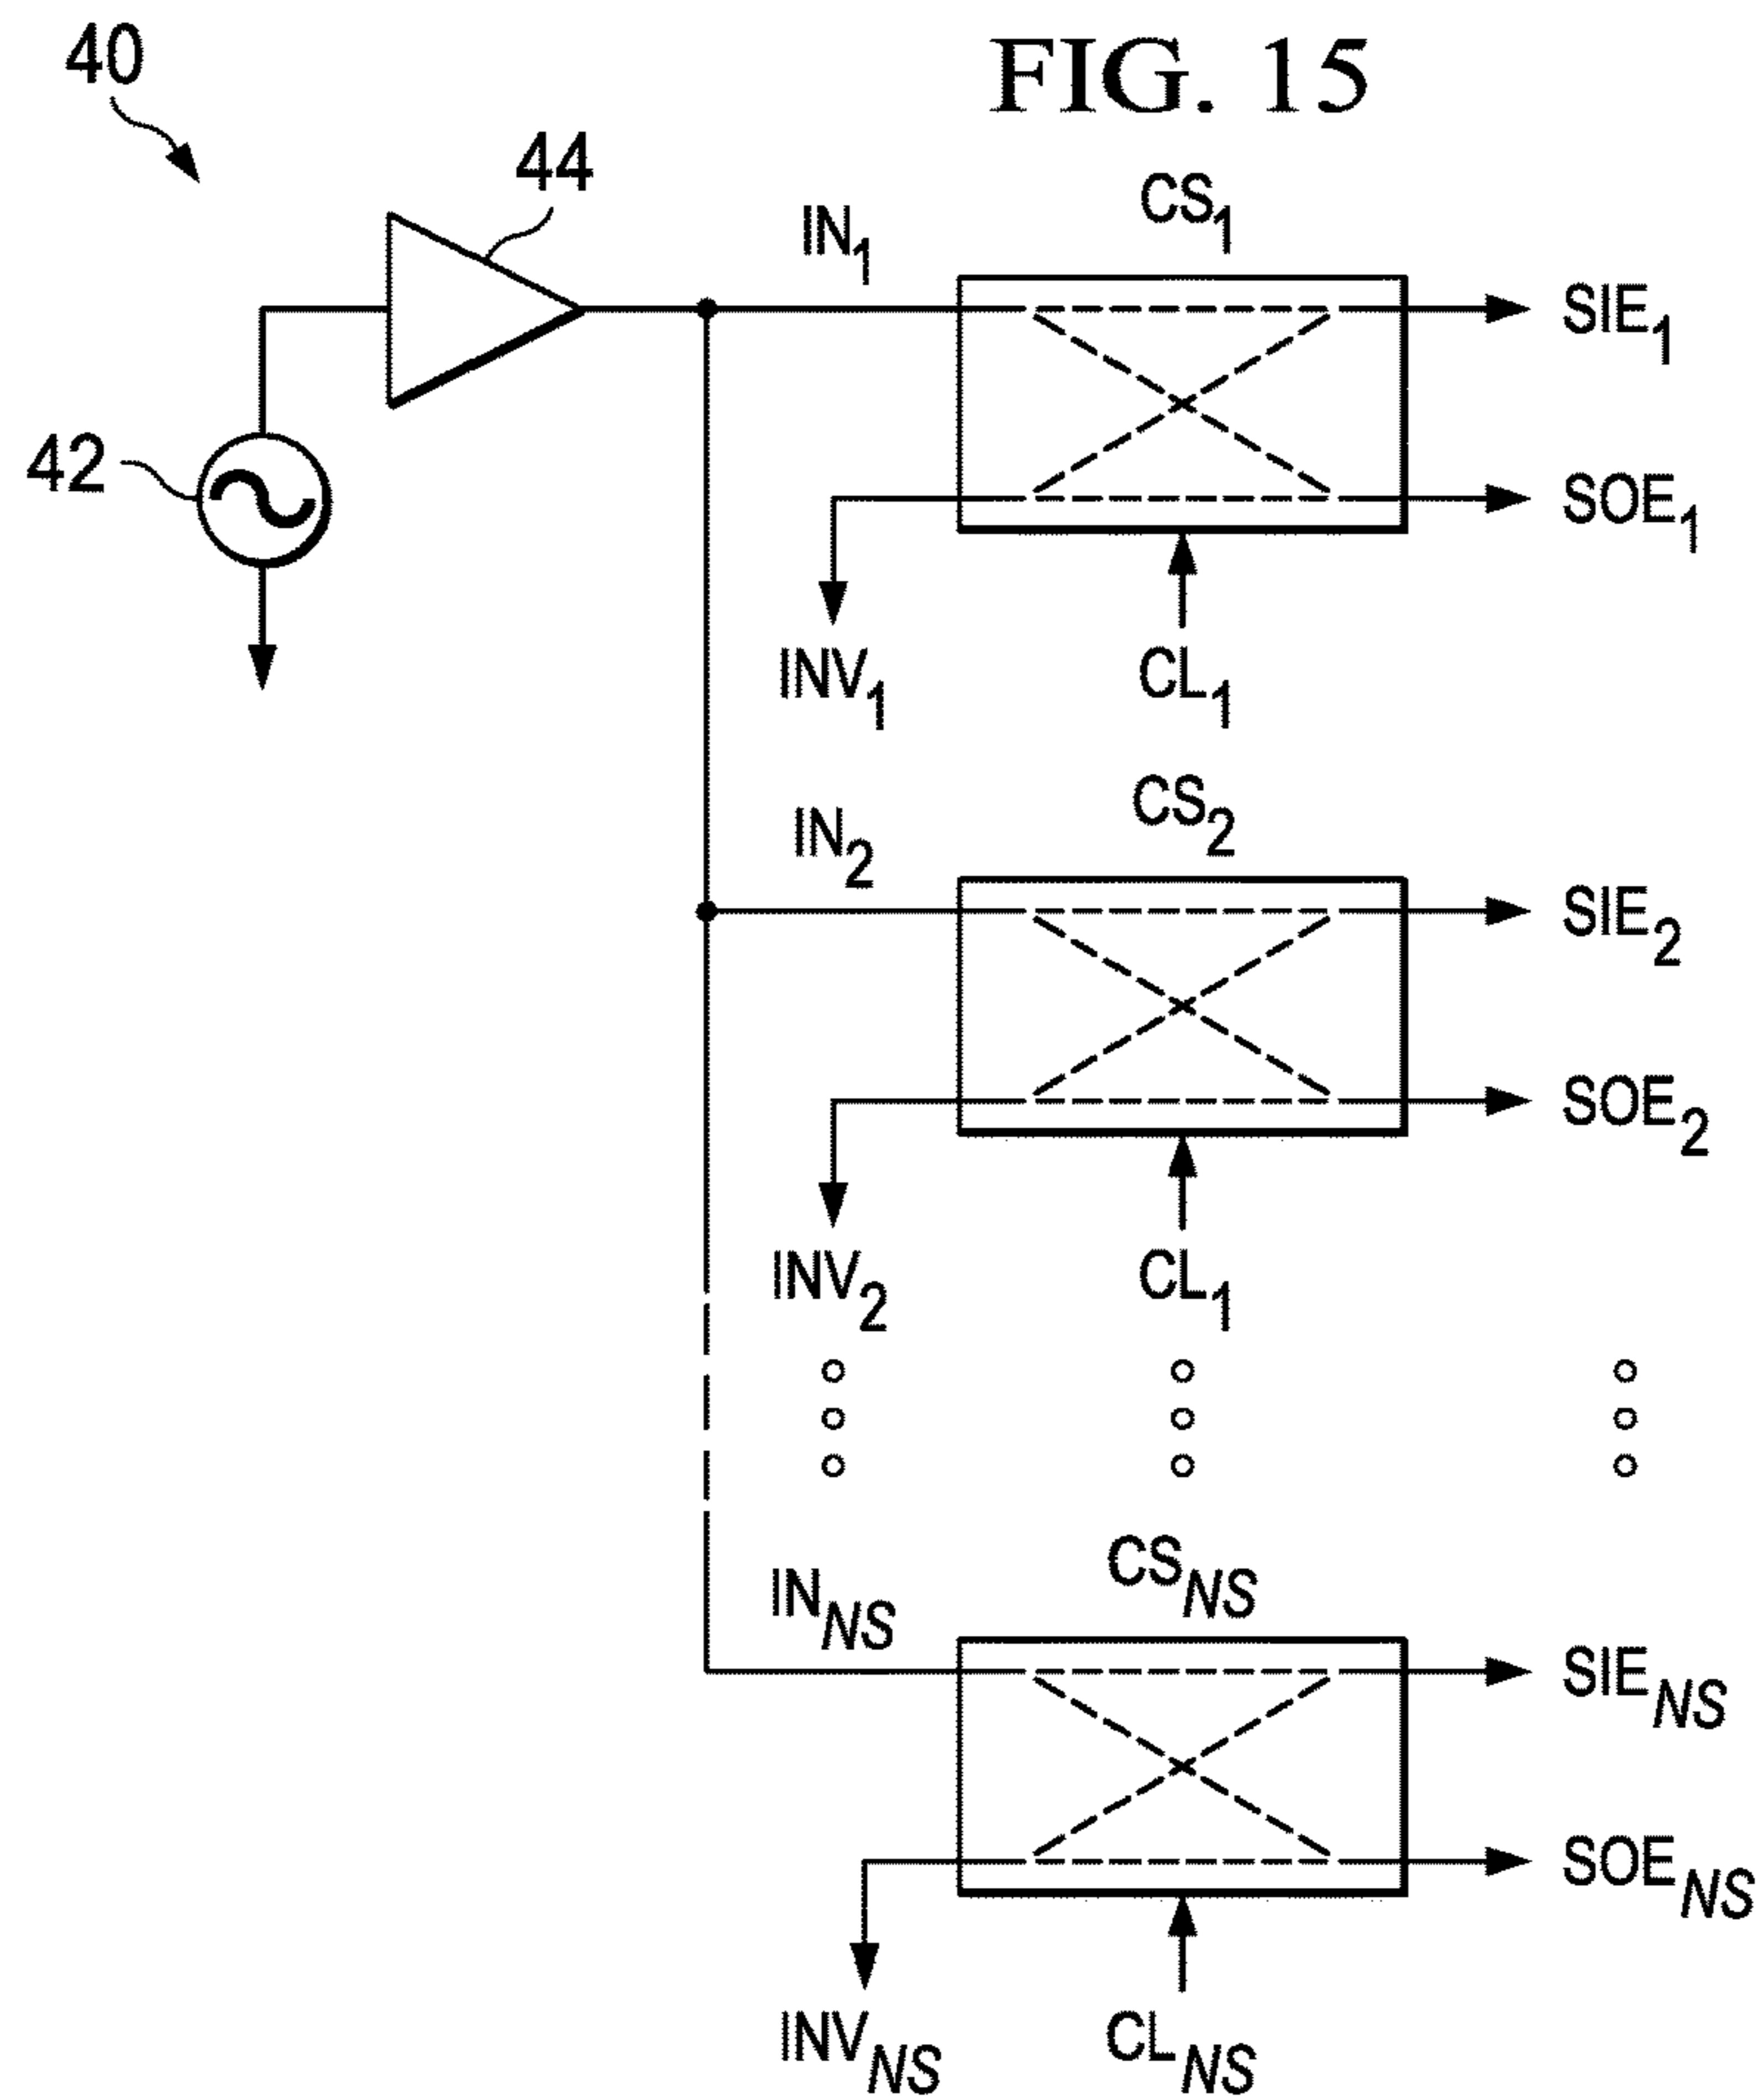 FIG. 15
40
44
42
IN1
CS1
SIE1
SOE1
INV1
CL1
IN2
CS2
SIE2
SOE2
INV2
CL1
INNS
CSNS
SIENS
SOENS
INVNS
CLNS